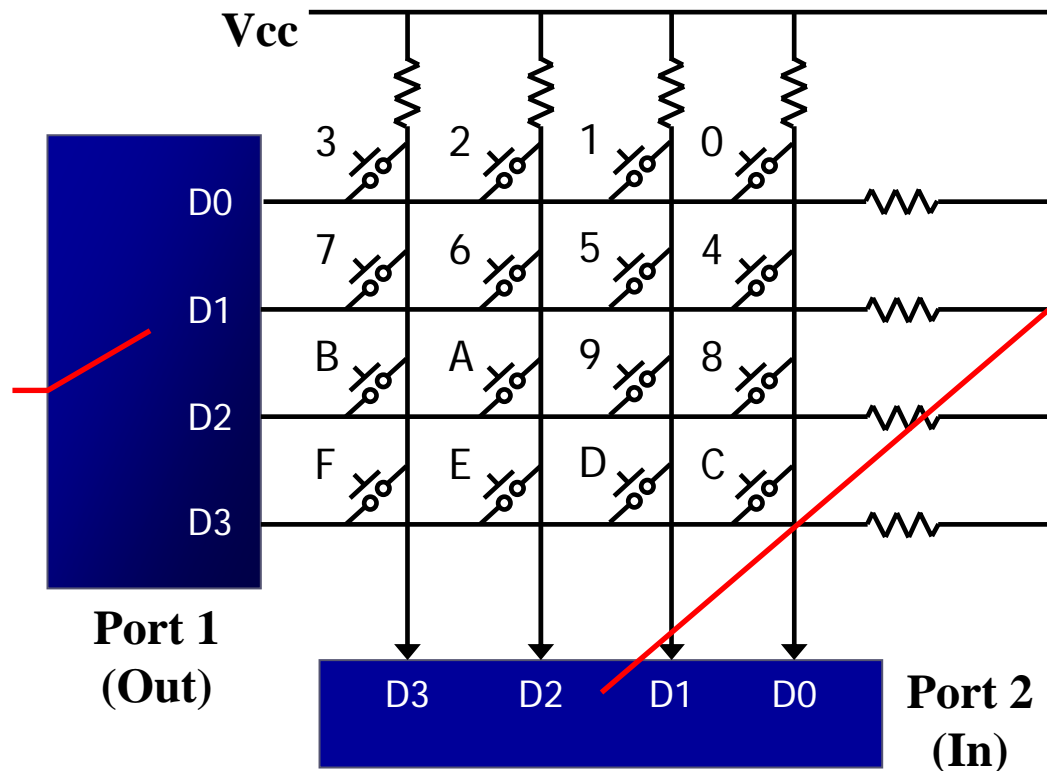 Vcc
3 2 1 0
D0
7 6 5 4
D1
B A 9 8
D2
F E D C
D3
Port 1
(Out)
D3 D2 D1 D0
Port 2
(In)